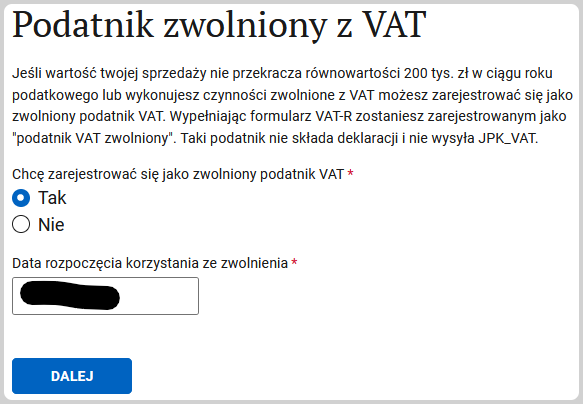 Podatnik zwolniony z VAT
Jeśli wartość twojej sprzedaży nie przekracza równowartości 200 tys. zł w ciągu roku
podatkowego lub wykonujesz czynności zwolnione z VAT możesz zarejestrować się jako
zwolniony podatnik VAT. Wypełniając formularz VAT-R zostaniesz zarejestrowanym jako
"podatnik VAT zwolniony". Taki podatnik nie składa deklaracji i nie wysyła JPK_VAT.
Chcę zarejestrować się jako zwolniony podatnik VAT *
Tak
Nie
Data rozpoczęcia korzystania ze zwolnienia *
DALEJ